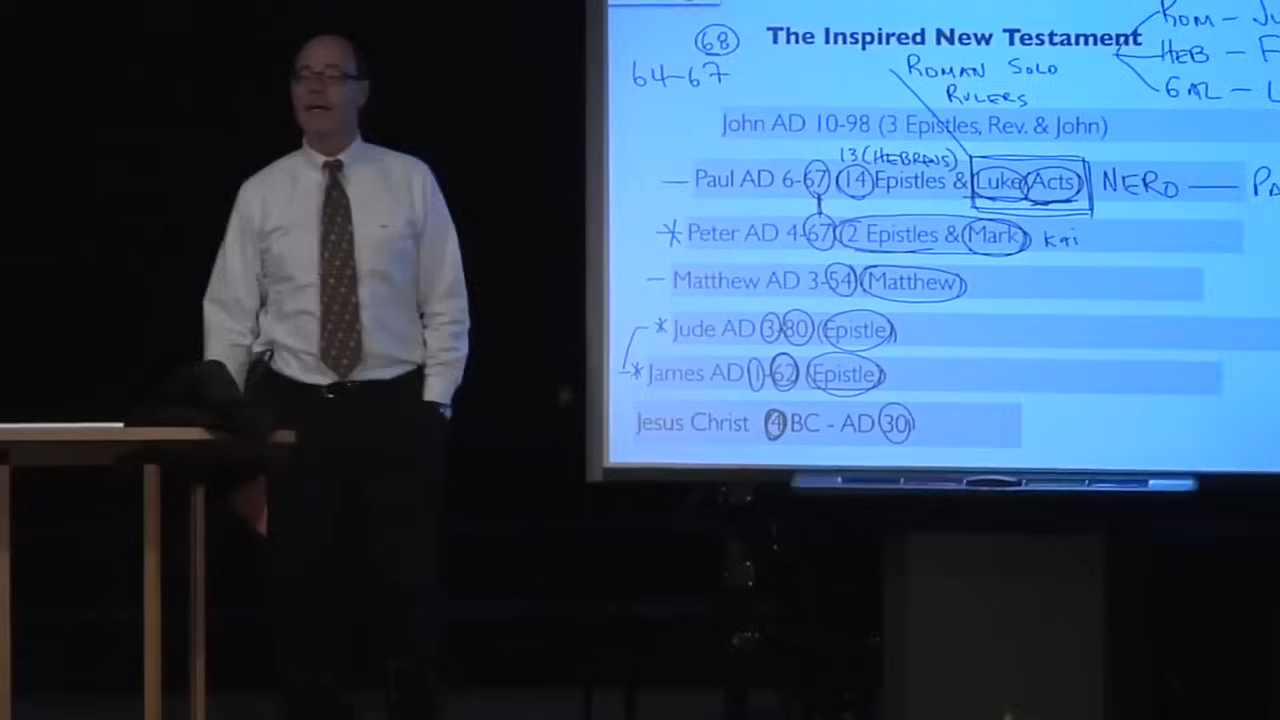 68 The Inspired New Testament
64-67
ROMAN SOLO
RULERS
ROM - JU
HEB - F
GAL - L
John AD 10-98 (3 Epistles, Rev. & John)
13 (HEBREWS)
— Paul AD 6-67 (14 Epistles & Luke/Acts) NERO — PA
* Peter AD 4-67 (2 Epistles & Mark) Kai
— Matthew AD 3-54 (Matthew)
* Jude AD 3-80 (Epistle)
* James AD 1-62 (Epistle)
Jesus Christ 4 BC - AD 30